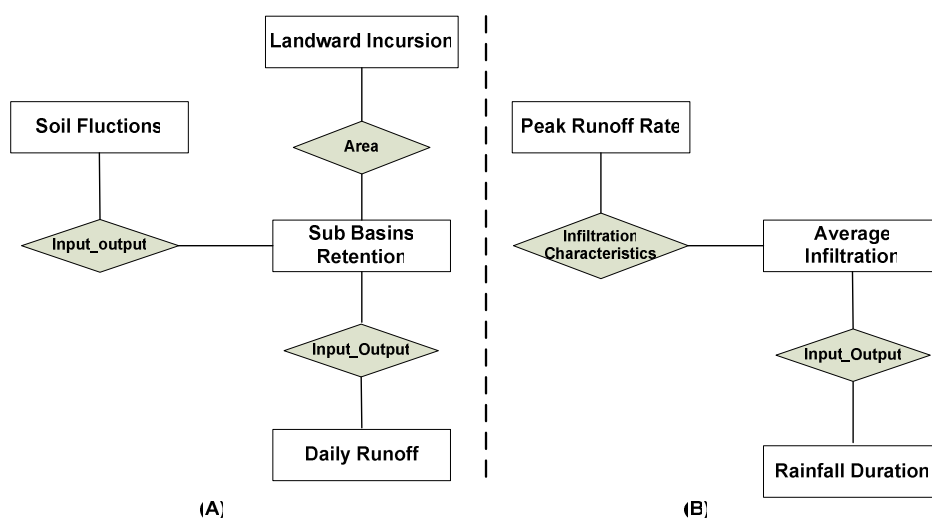 Landward Incursion
Soil Fluctions
Area
Input_output
Sub Basins
Retention
Input_Output
Daily Runoff
(A)
Peak Runoff Rate
Infiltration
Characteristics
Average
Infiltration
Input_Output
Rainfall Duration
(B)